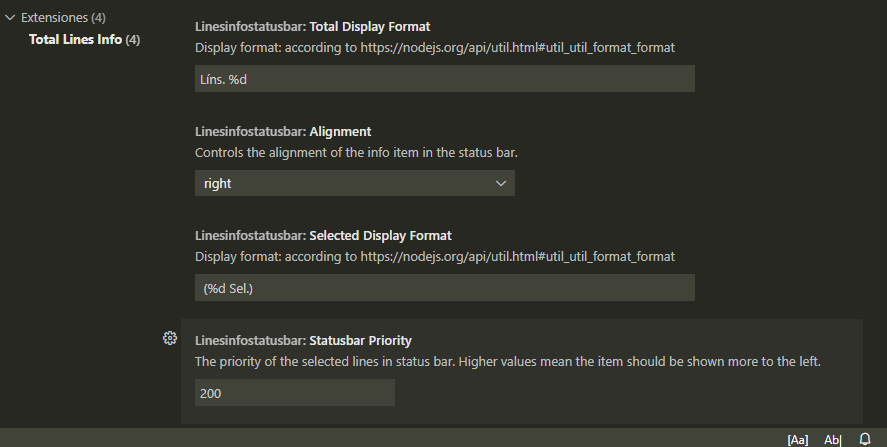 Extensiones (4)
Total Lines Info (4)
Linesinfostatusbar: Total Display Format
Display format: according to https://nodejs.org/api/util.html#util_util_format_format
Líns. %d
Linesinfostatusbar: Alignment
Controls the alignment of the info item in the status bar.
right
Linesinfostatusbar: Selected Display Format
Display format: according to https://nodejs.org/api/util.html#util_util_format_format
(%d Sel.)
Linesinfostatusbar: Statusbar Priority
The priority of the selected lines in status bar. Higher values mean the item should be shown more to the left.
200
[Aa] Ab|